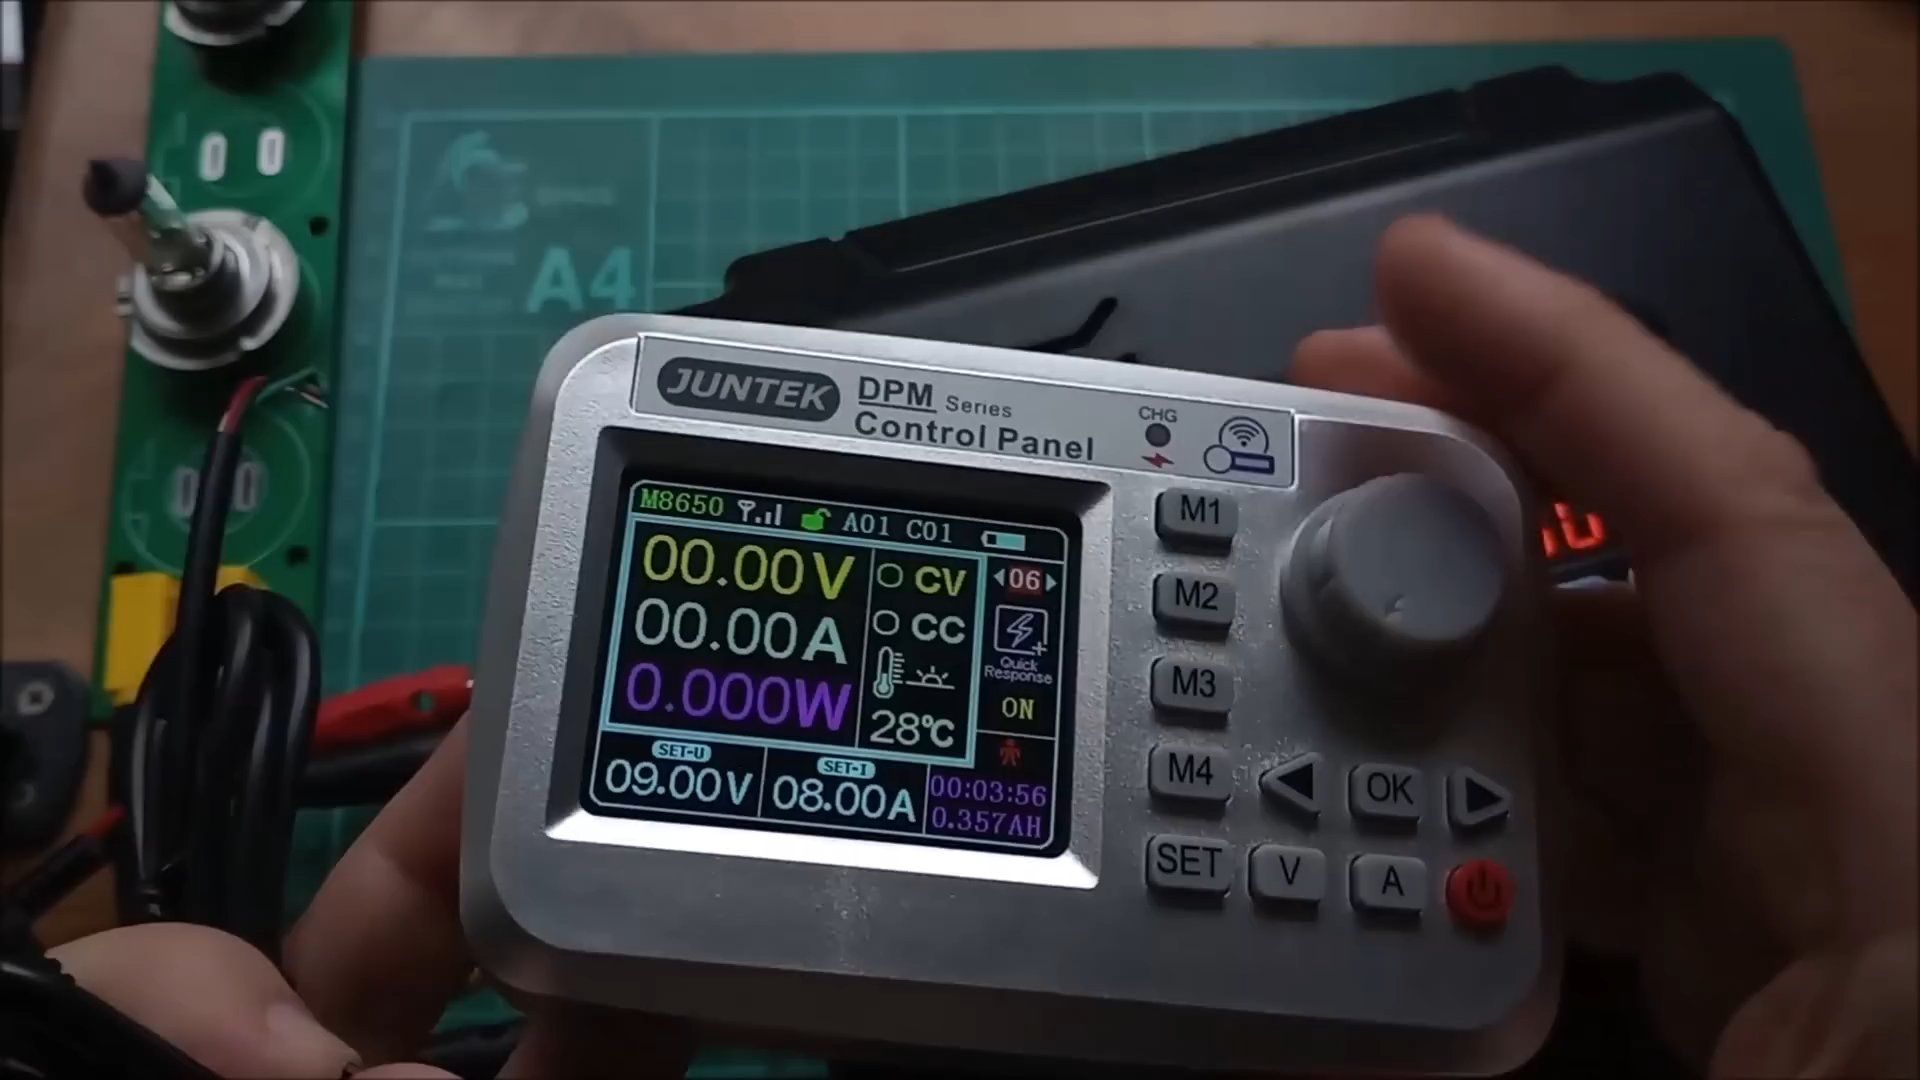 A4
JUNTEK
DPM Series
Control Panel
CHG
M8650 A01 C01
00.00V
00.00A
0.000W
CV
CC
28℃
06
Quick
Response
ON
SET-U
09.00V
SET-I
08.00A
00:03:56
0.357AH
M1
M2
M3
M4
OK
SET
V
A